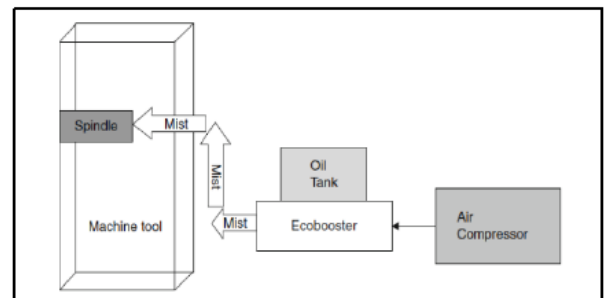 Spindle
Mist
Mist
Oil
Tank
Machine tool
Mist
Ecobooster
Air
Compressor